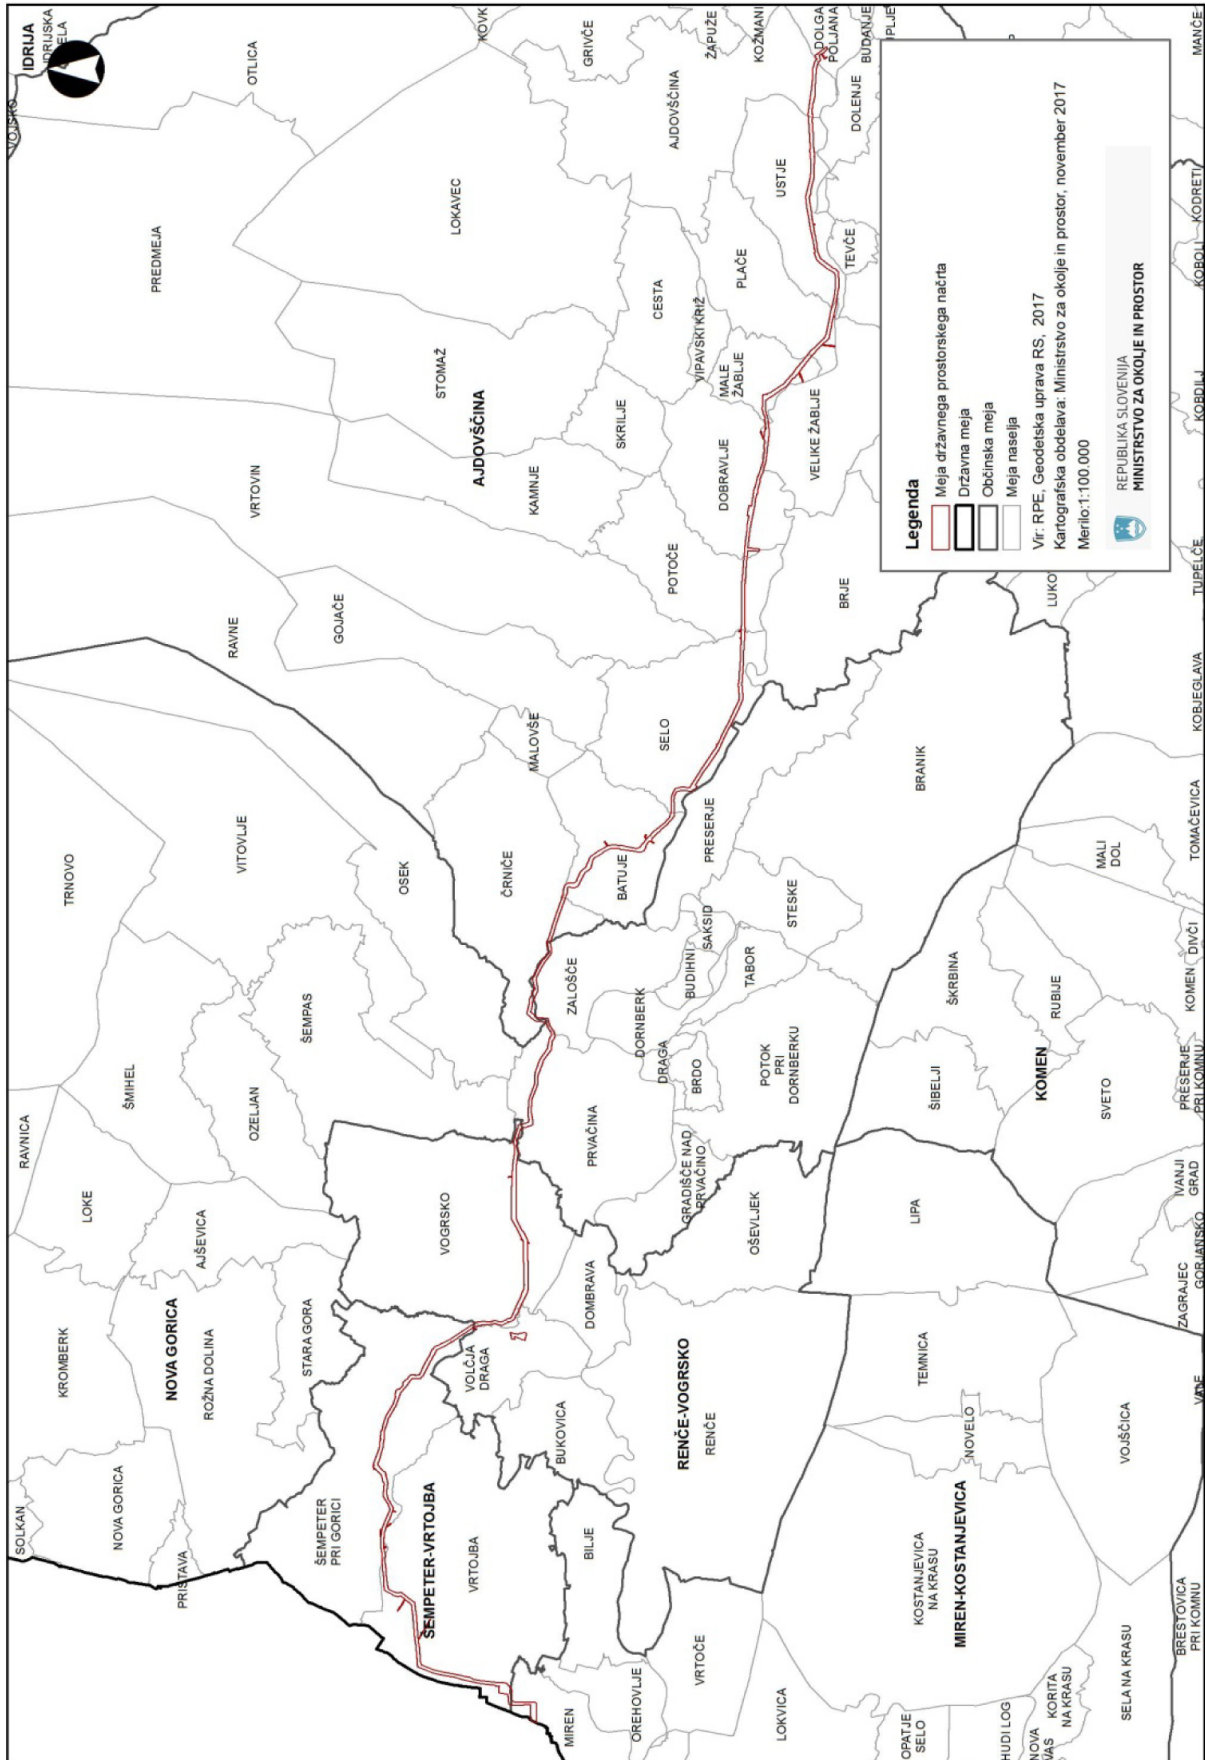 SOLKAN
KROMBERK
LOKE
RAVNICA
TRNOVO
VOJSKO
IDRIJA
IDRIJSKA
BELA
NOVA GORICA
ŠMIHEL
PRISTAVA
NOVA GORICA
ROŽNA DOLINA
AJŠEVICA
PREDMEJA
OZELJAN
VITOVLJE
RAVNE
VRTOVIN
OTLICA
STARA GORA
ŠEMPAS
ŠEMPETER
PRI GORICI
GOJAČE
OSEK
ŠEMPETER-VRTOJBA
VOGRSKO
STOMAŽ
LOKAVEC
AJDOVŠČINA
KOVK
VRTOJBA
VOLČJA
DRAGA
ČRNIČE
MALOVŠE
KAMNJE
MIREN
BUKOVICA
ZALOŠČE
BILJE
DOMBRAVA
PRVAČINA
GRIVČE
BATUJE
SKRILJE
OREHOVLJE
DORNBERK
DRAGA
SELO
POTOČE
CESTA
AJDOVŠČINA
RENČE-VOGRSKO
RENČE
GRADIŠČE NAD
PRVAČINO
BRDO
BUDIHNI
SAKSID
PRESERJE
VIPAVSKI KRIŽ
ŽAPUŽE
VRTOČE
DOBRAVLJE
MALE
ŽABLJE
PLAČE
OŠEVLJEK
POTOK
PRI
DORNBERKU
TABOR
KOŽMANI
LOKVICA
STESKE
USTJE
VELIKE ŽABLJE
DOLGA
POLJANA
BRJE
TEVČE
DOLENJE
BUDANJE
OPATJE
SELO
KOSTANJEVICA
NA KRASU
TEMNICA
LIPA
ŠIBELJI
ŠKRBINA
BRANIK
MIREN-KOSTANJEVICA
NOVELO
HUDI LOG
NOVA
VAS
KORITA
NA KRASU
KOMEN
RUBIJE
LUKO
SELA NA KRASU
VOJŠČICA
SVETO
MALI
DOL
BRESTOVICA
PRI KOMNU
ZAGRAJEC
IVANJI
GRAD
GORJANSKO
PRESERJE
PRI KOMNU
KOMEN
DIVČI
TOMAČEVICA
KOBJEGLAVA
TUPELČE
KOBDILJ
KOBOLI
KODRETI
MANČE
Legenda
Meja državnega prostorskega načrta
Državna meja
Občinska meja
Meja naselja
Vir: RPE, Geodetska uprava RS, 2017
Kartografska obdelava: Ministrstvo za okolje in prostor, november 2017
Merilo:1:100.000
REPUBLIKA SLOVENIJA
MINISTRSTVO ZA OKOLJE IN PROSTOR